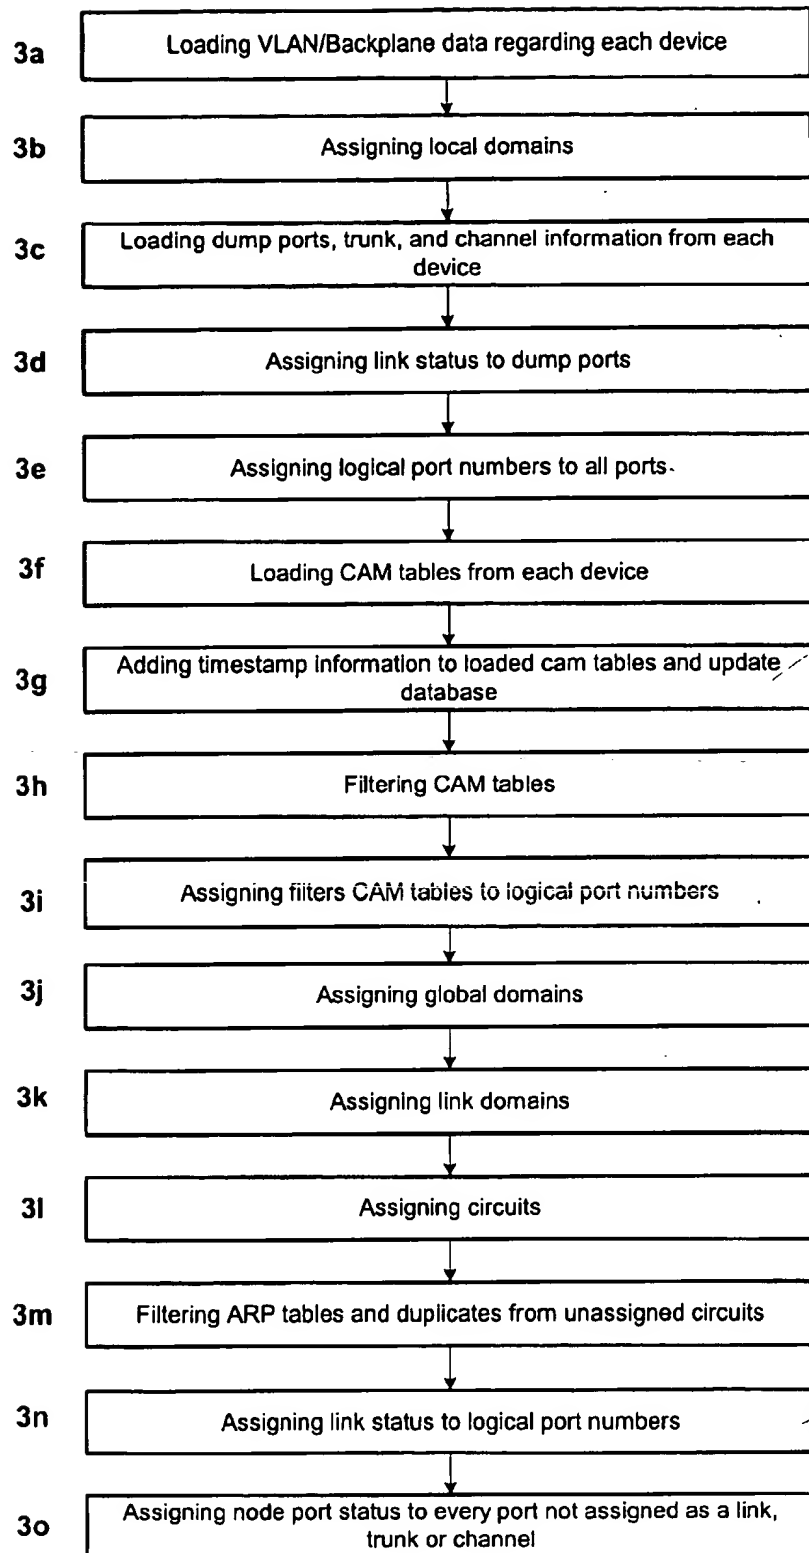 3a
Loading VLAN/Backplane data regarding each device
3b
Assigning local domains
3c
Loading dump ports, trunk, and channel information from each
device
3d
Assigning link status to dump ports
3e
Assigning logical port numbers to all ports
3f
Loading CAM tables from each device
3g
Adding timestamp information to loaded cam tables and update
database
3h
Filtering CAM tables
3i
Assigning filters CAM tables to logical port numbers
3j
Assigning global domains
3k
Assigning link domains
3l
Assigning circuits
3m
Filtering ARP tables and duplicates from unassigned circuits
3n
Assigning link status to logical port numbers
3o
Assigning node port status to every port not assigned as a link,
trunk or channel